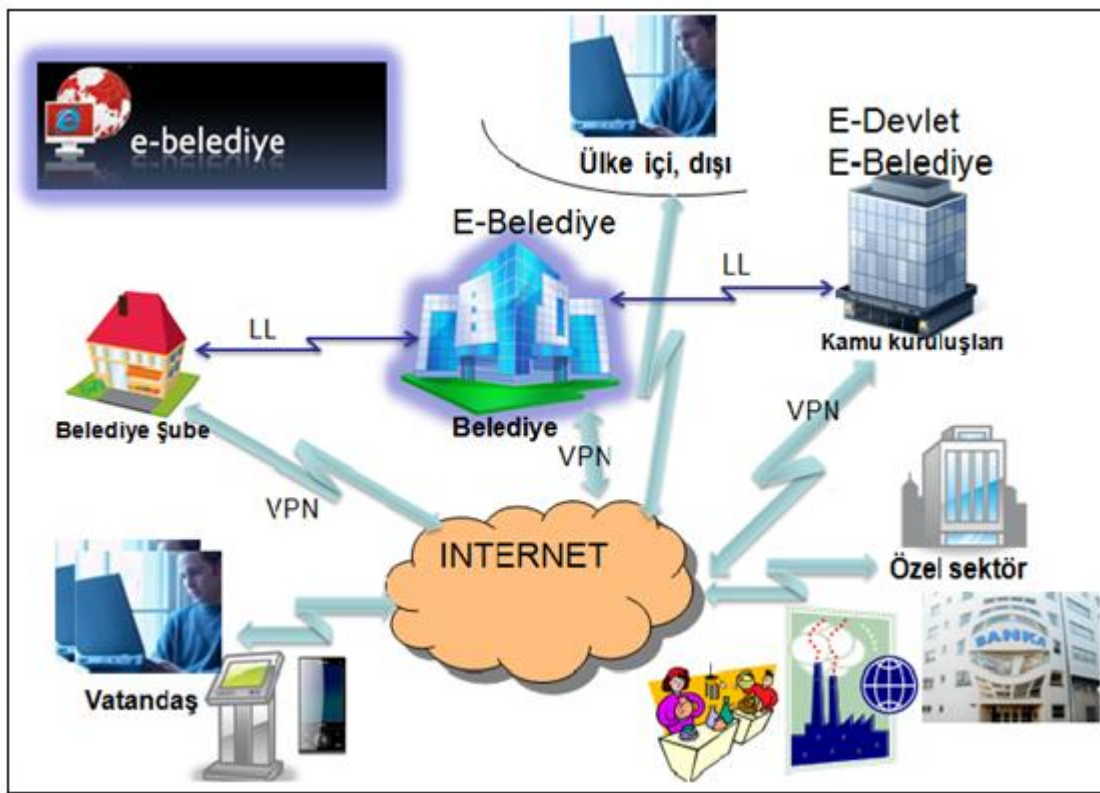 e-belediye
Ülke içi, dışı
E-Devlet
E-Belediye
E-Belediye
LL
LL
Kamu kuruluşları
Belediye Şube
Belediye
VPN
VPN
VPN
INTERNET
Özel sektör
BANKA
Vatandaş